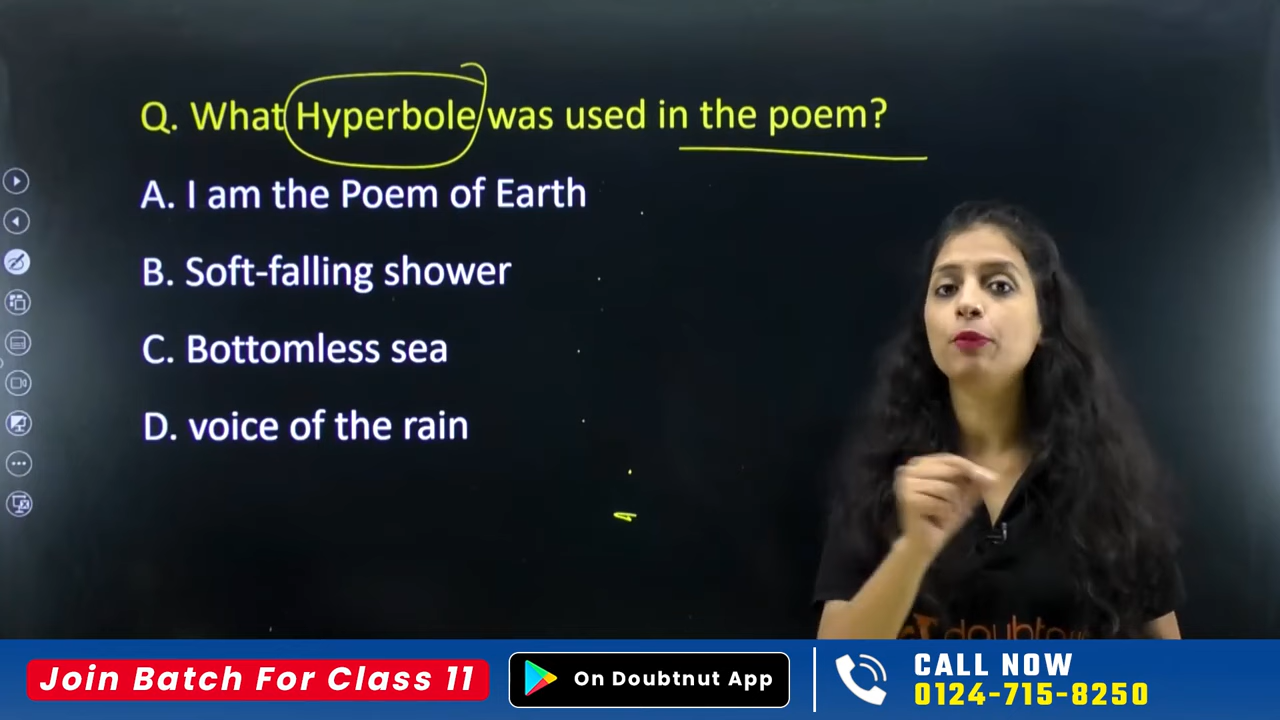 Q. What Hyperbole was used in the poem?
A. I am the Poem of Earth
B. Soft-falling shower
C. Bottomless sea
D. voice of the rain
doubtnut
Join Batch For Class 11
On Doubtnut App
CALL NOW
0124-715-8250